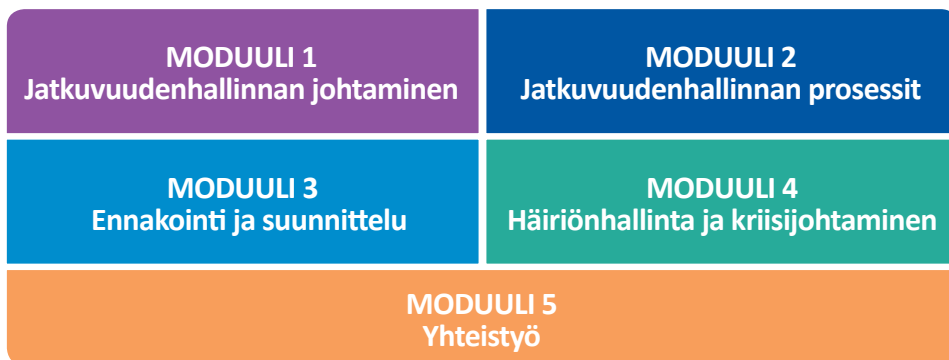 MODUULI 1
Jatkuvuudenhallinnan johtaminen
MODUULI 2
Jatkuvuudenhallinnan prosessit
MODUULI 3
Ennakointi ja suunnittelu
MODUULI 4
Häiriönhallinta ja kriisijohtaminen
MODUULI 5
Yhteistyö